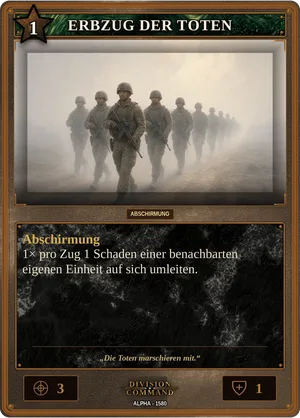 1
ERBZUG DER TOTEN
ABSCHIRMUNG
Abschirmung
1× pro Zug 1 Schaden einer benachbarten
eigenen Einheit auf sich umleiten.
„Die Toten marschieren mit.“
3
DIVISION
COMMAND
ALPHA - 1580
1